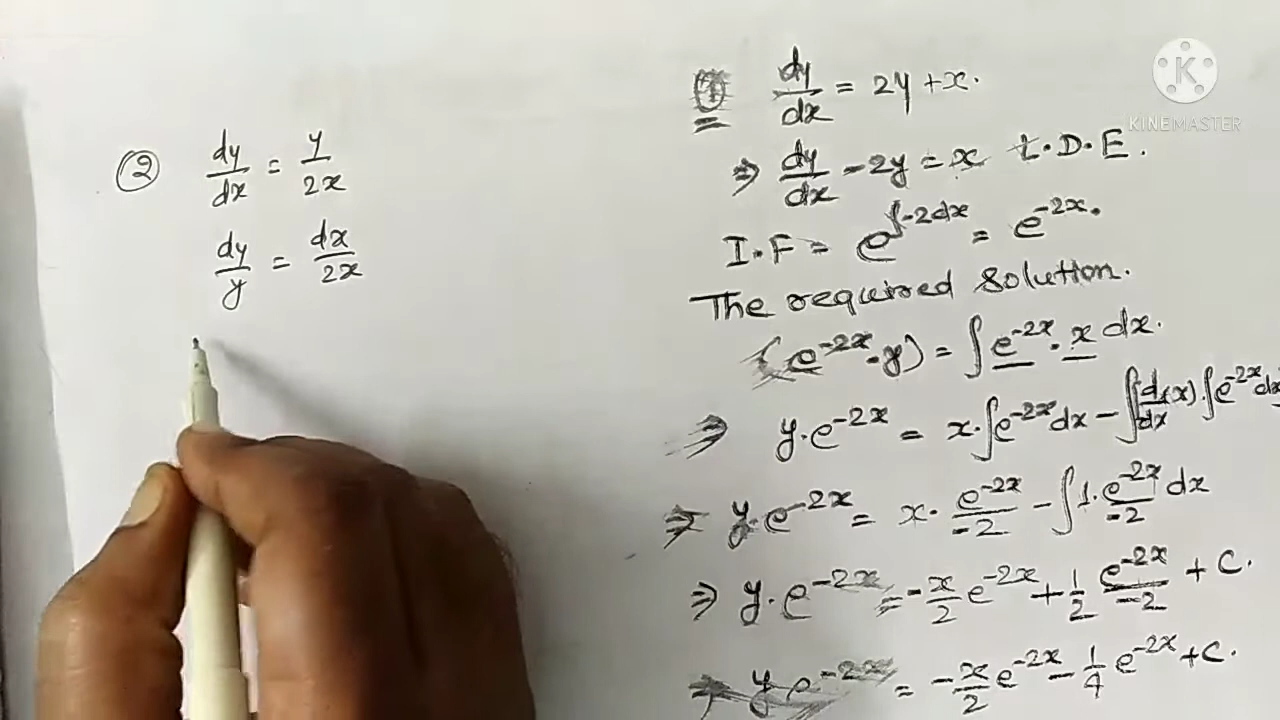 ② dy/dx = y/2x
dy/y = dx/2x
① dy/dx = 2y + x.
⇒ dy/dx - 2y = x L.D.E.
I.F = e^∫-2dx = e^-2x.
The required solution.
(e^-2x · y) = ∫e^-2x · x dx.
⇒ y·e^-2x = x·∫e^-2x dx - ∫d/dx(x)·∫e^-2x dx
⇒ y·e^-2x = x· e^-2x/-2 - ∫1· e^-2x/-2 dx
⇒ y·e^-2x = -x/2 e^-2x + 1/2 e^-2x/-2 + C.
⇒ y e^-2x = -x/2 e^-2x - 1/4 e^-2x + C.
K
KINEMASTER